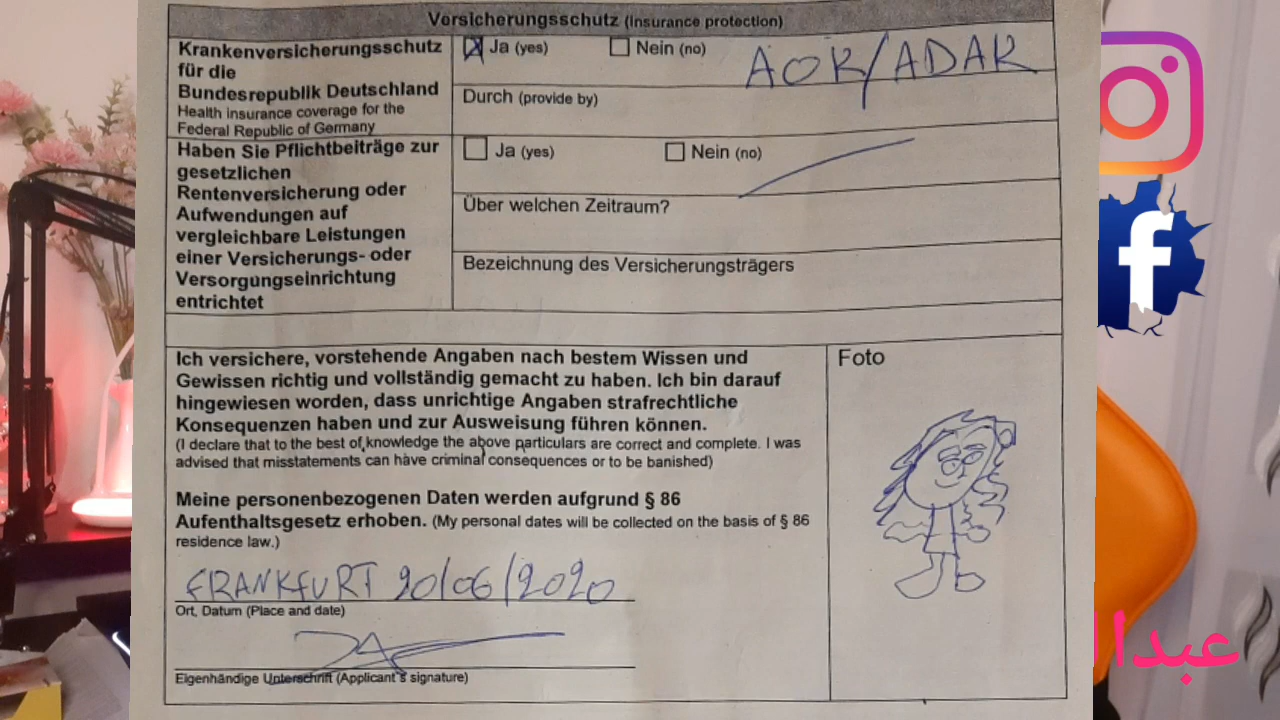 Versicherungsschutz (insurance protection)
Krankenversicherungsschutz
für die
Bundesrepublik Deutschland
Health insurance coverage for the
Federal Republic of Germany
Ja (yes) Nein (no) AOK/ADAK
Durch (provide by)
Haben Sie Pflichtbeiträge zur
gesetzlichen
Rentenversicherung oder
Aufwendungen auf
vergleichbare Leistungen
einer Versicherungs- oder
Versorgungseinrichtung
entrichtet
Ja (yes) Nein (no)
Über welchen Zeitraum?
Bezeichnung des Versicherungsträgers
Ich versichere, vorstehende Angaben nach bestem Wissen und
Gewissen richtig und vollständig gemacht zu haben. Ich bin darauf
hingewiesen worden, dass unrichtige Angaben strafrechtliche
Konsequenzen haben und zur Ausweisung führen können.
(I declare that to the best of knowledge the above particulars are correct and complete. I was
advised that misstatements can have criminal consequences or to be banished)
Meine personenbezogenen Daten werden aufgrund § 86
Aufenthaltsgesetz erhoben. (My personal dates will be collected on the basis of § 86
residence law.)
FRANKFURT 20/06/2020
Ort, Datum (Place and date)
Eigenhändige Unterschrift (Applicant´s signature)
Foto